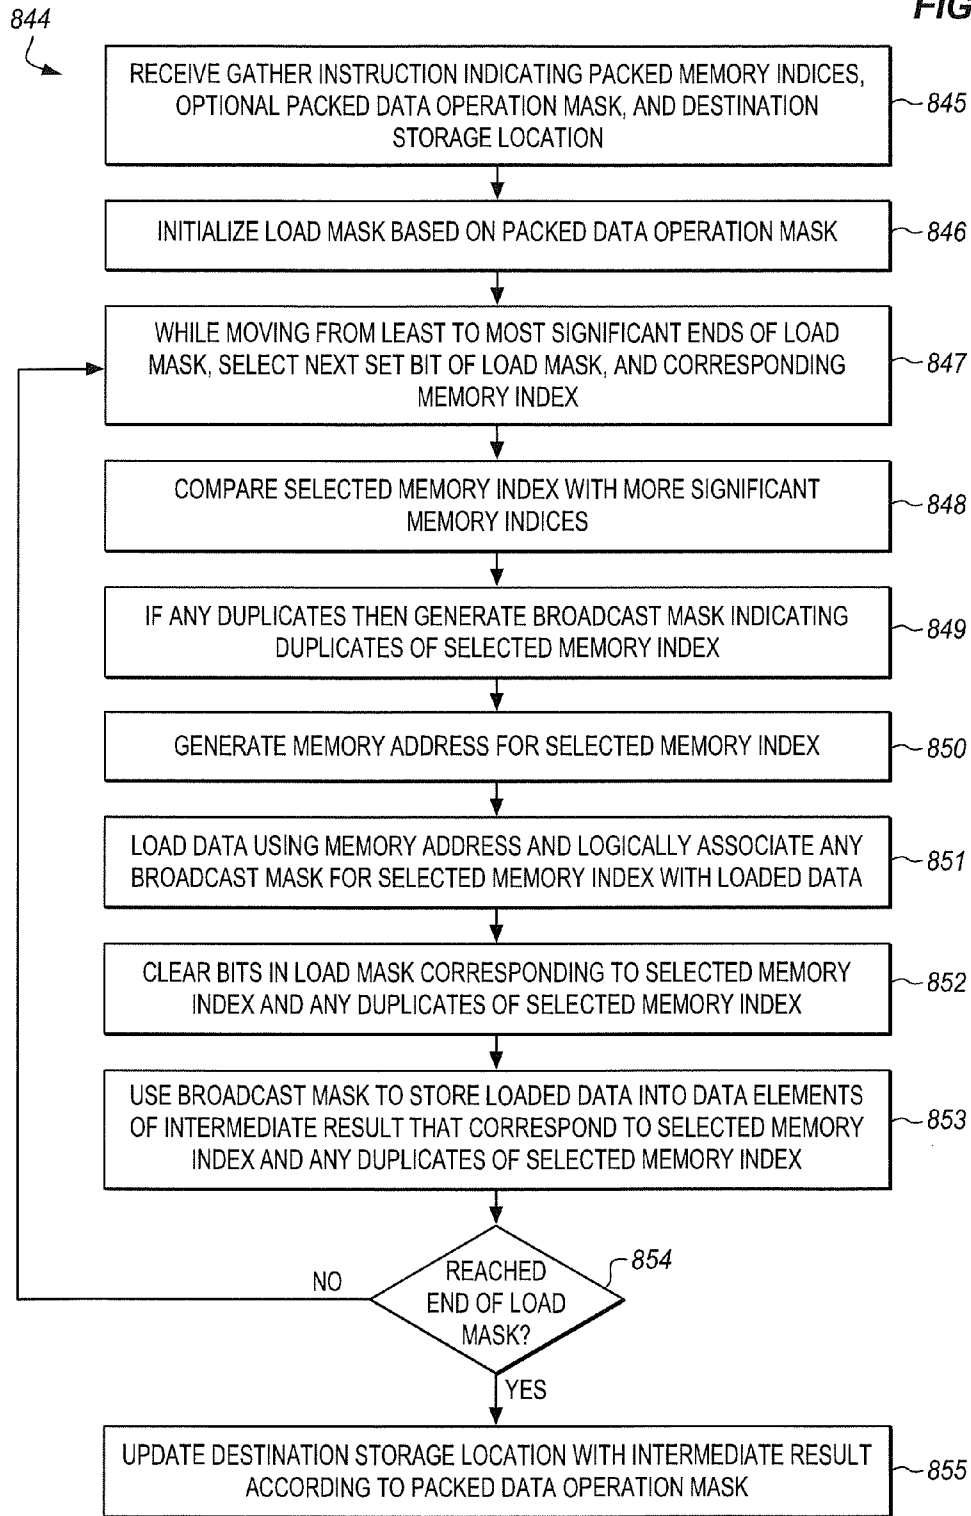 844
FIG
RECEIVE GATHER INSTRUCTION INDICATING PACKED MEMORY INDICES,
OPTIONAL PACKED DATA OPERATION MASK, AND DESTINATION
STORAGE LOCATION
845
INITIALIZE LOAD MASK BASED ON PACKED DATA OPERATION MASK
846
WHILE MOVING FROM LEAST TO MOST SIGNIFICANT ENDS OF LOAD
MASK, SELECT NEXT SET BIT OF LOAD MASK, AND CORRESPONDING
MEMORY INDEX
847
COMPARE SELECTED MEMORY INDEX WITH MORE SIGNIFICANT
MEMORY INDICES
848
IF ANY DUPLICATES THEN GENERATE BROADCAST MASK INDICATING
DUPLICATES OF SELECTED MEMORY INDEX
849
GENERATE MEMORY ADDRESS FOR SELECTED MEMORY INDEX
850
LOAD DATA USING MEMORY ADDRESS AND LOGICALLY ASSOCIATE ANY
BROADCAST MASK FOR SELECTED MEMORY INDEX WITH LOADED DATA
851
CLEAR BITS IN LOAD MASK CORRESPONDING TO SELECTED MEMORY
INDEX AND ANY DUPLICATES OF SELECTED MEMORY INDEX
852
USE BROADCAST MASK TO STORE LOADED DATA INTO DATA ELEMENTS
OF INTERMEDIATE RESULT THAT CORRESPOND TO SELECTED MEMORY
INDEX AND ANY DUPLICATES OF SELECTED MEMORY INDEX
853
REACHED
END OF LOAD
MASK?
854
NO
YES
UPDATE DESTINATION STORAGE LOCATION WITH INTERMEDIATE RESULT
ACCORDING TO PACKED DATA OPERATION MASK
855